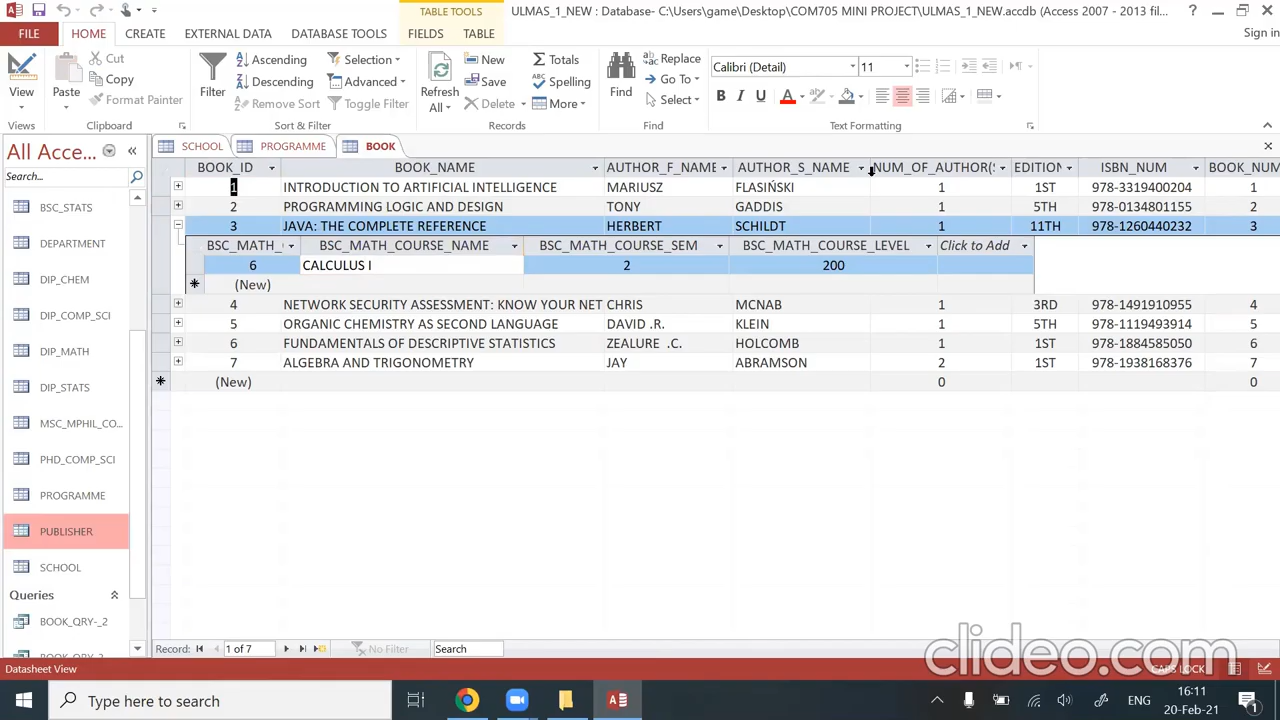 TABLE TOOLS
ULMAS_1_NEW : Database- C:\Users\game\Desktop\COM705 MINI PROJECT\ULMAS_1_NEW.accdb (Access 2007 - 2013 fil...
FILE HOME CREATE EXTERNAL DATA DATABASE TOOLS FIELDS TABLE Sign in
View Paste Cut Copy Format Painter Filter Ascending Descending Remove Sort Selection Advanced Toggle Filter Refresh All New Save Delete Totals Spelling More Find Replace Go To Select Calibri (Detail) 11 B I U A
Views Clipboard Sort & Filter Records Find Text Formatting
All Acce...
Search...
BSC_STATS
DEPARTMENT
DIP_CHEM
DIP_COMP_SCI
DIP_MATH
DIP_STATS
MSC_MPHIL_CO...
PHD_COMP_SCI
PROGRAMME
PUBLISHER
SCHOOL
Queries
BOOK_QRY-_2
SCHOOL PROGRAMME BOOK
BOOK_ID BOOK_NAME AUTHOR_F_NAME AUTHOR_S_NAME NUM_OF_AUTHOR(S EDITION ISBN_NUM BOOK_NUM
1 INTRODUCTION TO ARTIFICIAL INTELLIGENCE MARIUSZ FLASIŃSKI 1 1ST 978-3319400204 1
2 PROGRAMMING LOGIC AND DESIGN TONY GADDIS 1 5TH 978-0134801155 2
3 JAVA: THE COMPLETE REFERENCE HERBERT SCHILDT 1 11TH 978-1260440232 3
BSC_MATH_ BSC_MATH_COURSE_NAME BSC_MATH_COURSE_SEM BSC_MATH_COURSE_LEVEL Click to Add
6 CALCULUS I 2 200
(New)
4 NETWORK SECURITY ASSESSMENT: KNOW YOUR NET CHRIS MCNAB 1 3RD 978-1491910955 4
5 ORGANIC CHEMISTRY AS SECOND LANGUAGE DAVID .R. KLEIN 1 5TH 978-1119493914 5
6 FUNDAMENTALS OF DESCRIPTIVE STATISTICS ZEALURE .C. HOLCOMB 1 1ST 978-1884585050 6
7 ALGEBRA AND TRIGONOMETRY JAY ABRAMSON 2 1ST 978-1938168376 7
(New) 0 0
Record: 1 of 7 No Filter Search
Datasheet View CAPS LOCK
clideo.com
Type here to search
ENG
16:11
20-Feb-21
1